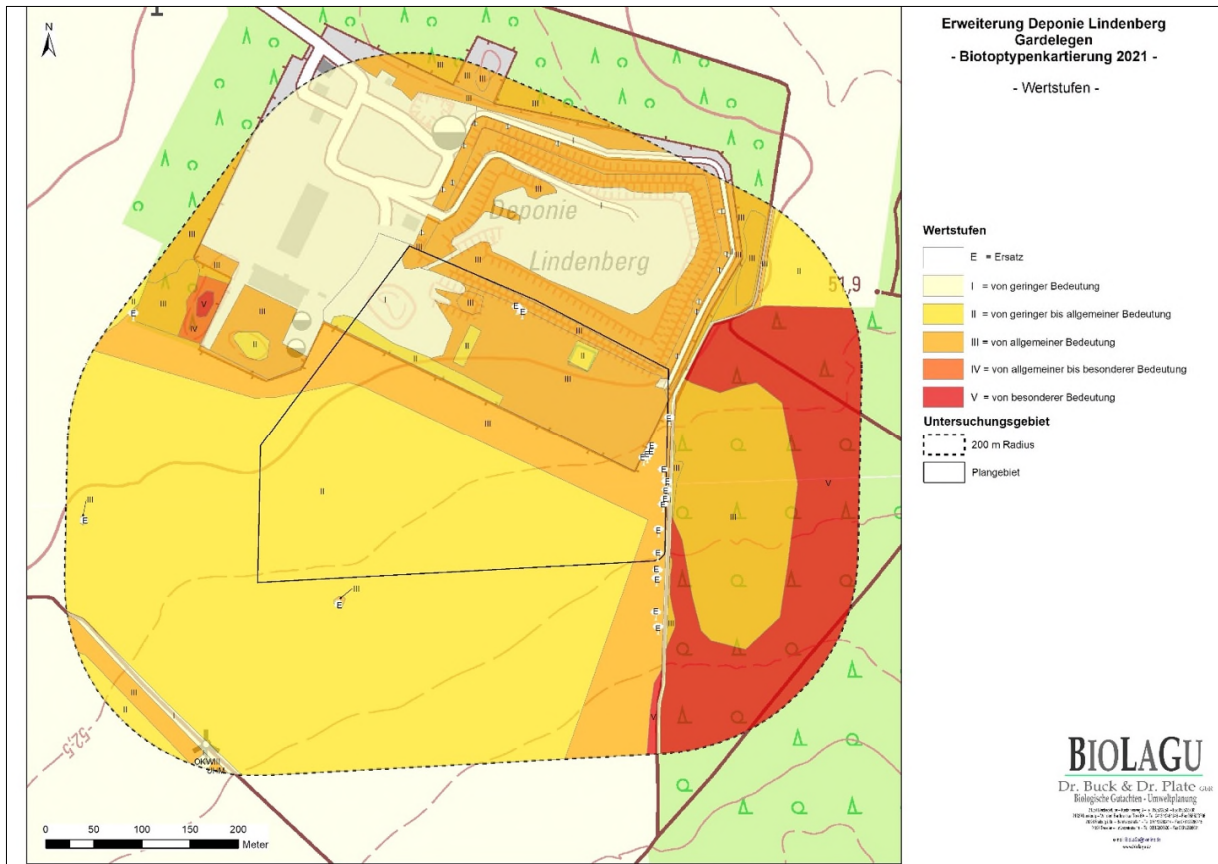 N
Deponie
Lindenberg
51,9
52,5
0 50 100 150 200
Meter
Erweiterung Deponie Lindenberg
Gardelegen
- Biotoptypenkartierung 2021 -
- Wertstufen -
Wertstufen
E = Ersatz
I = von geringer Bedeutung
II = von geringer bis allgemeiner Bedeutung
III = von allgemeiner Bedeutung
IV = von allgemeiner bis besonderer Bedeutung
V = von besonderer Bedeutung
Untersuchungsgebiet
200 m Radius
Plangebiet
BIOLAGU
Dr. Buck & Dr. Plate GbR
Biologische Gutachten - Umweltplanung